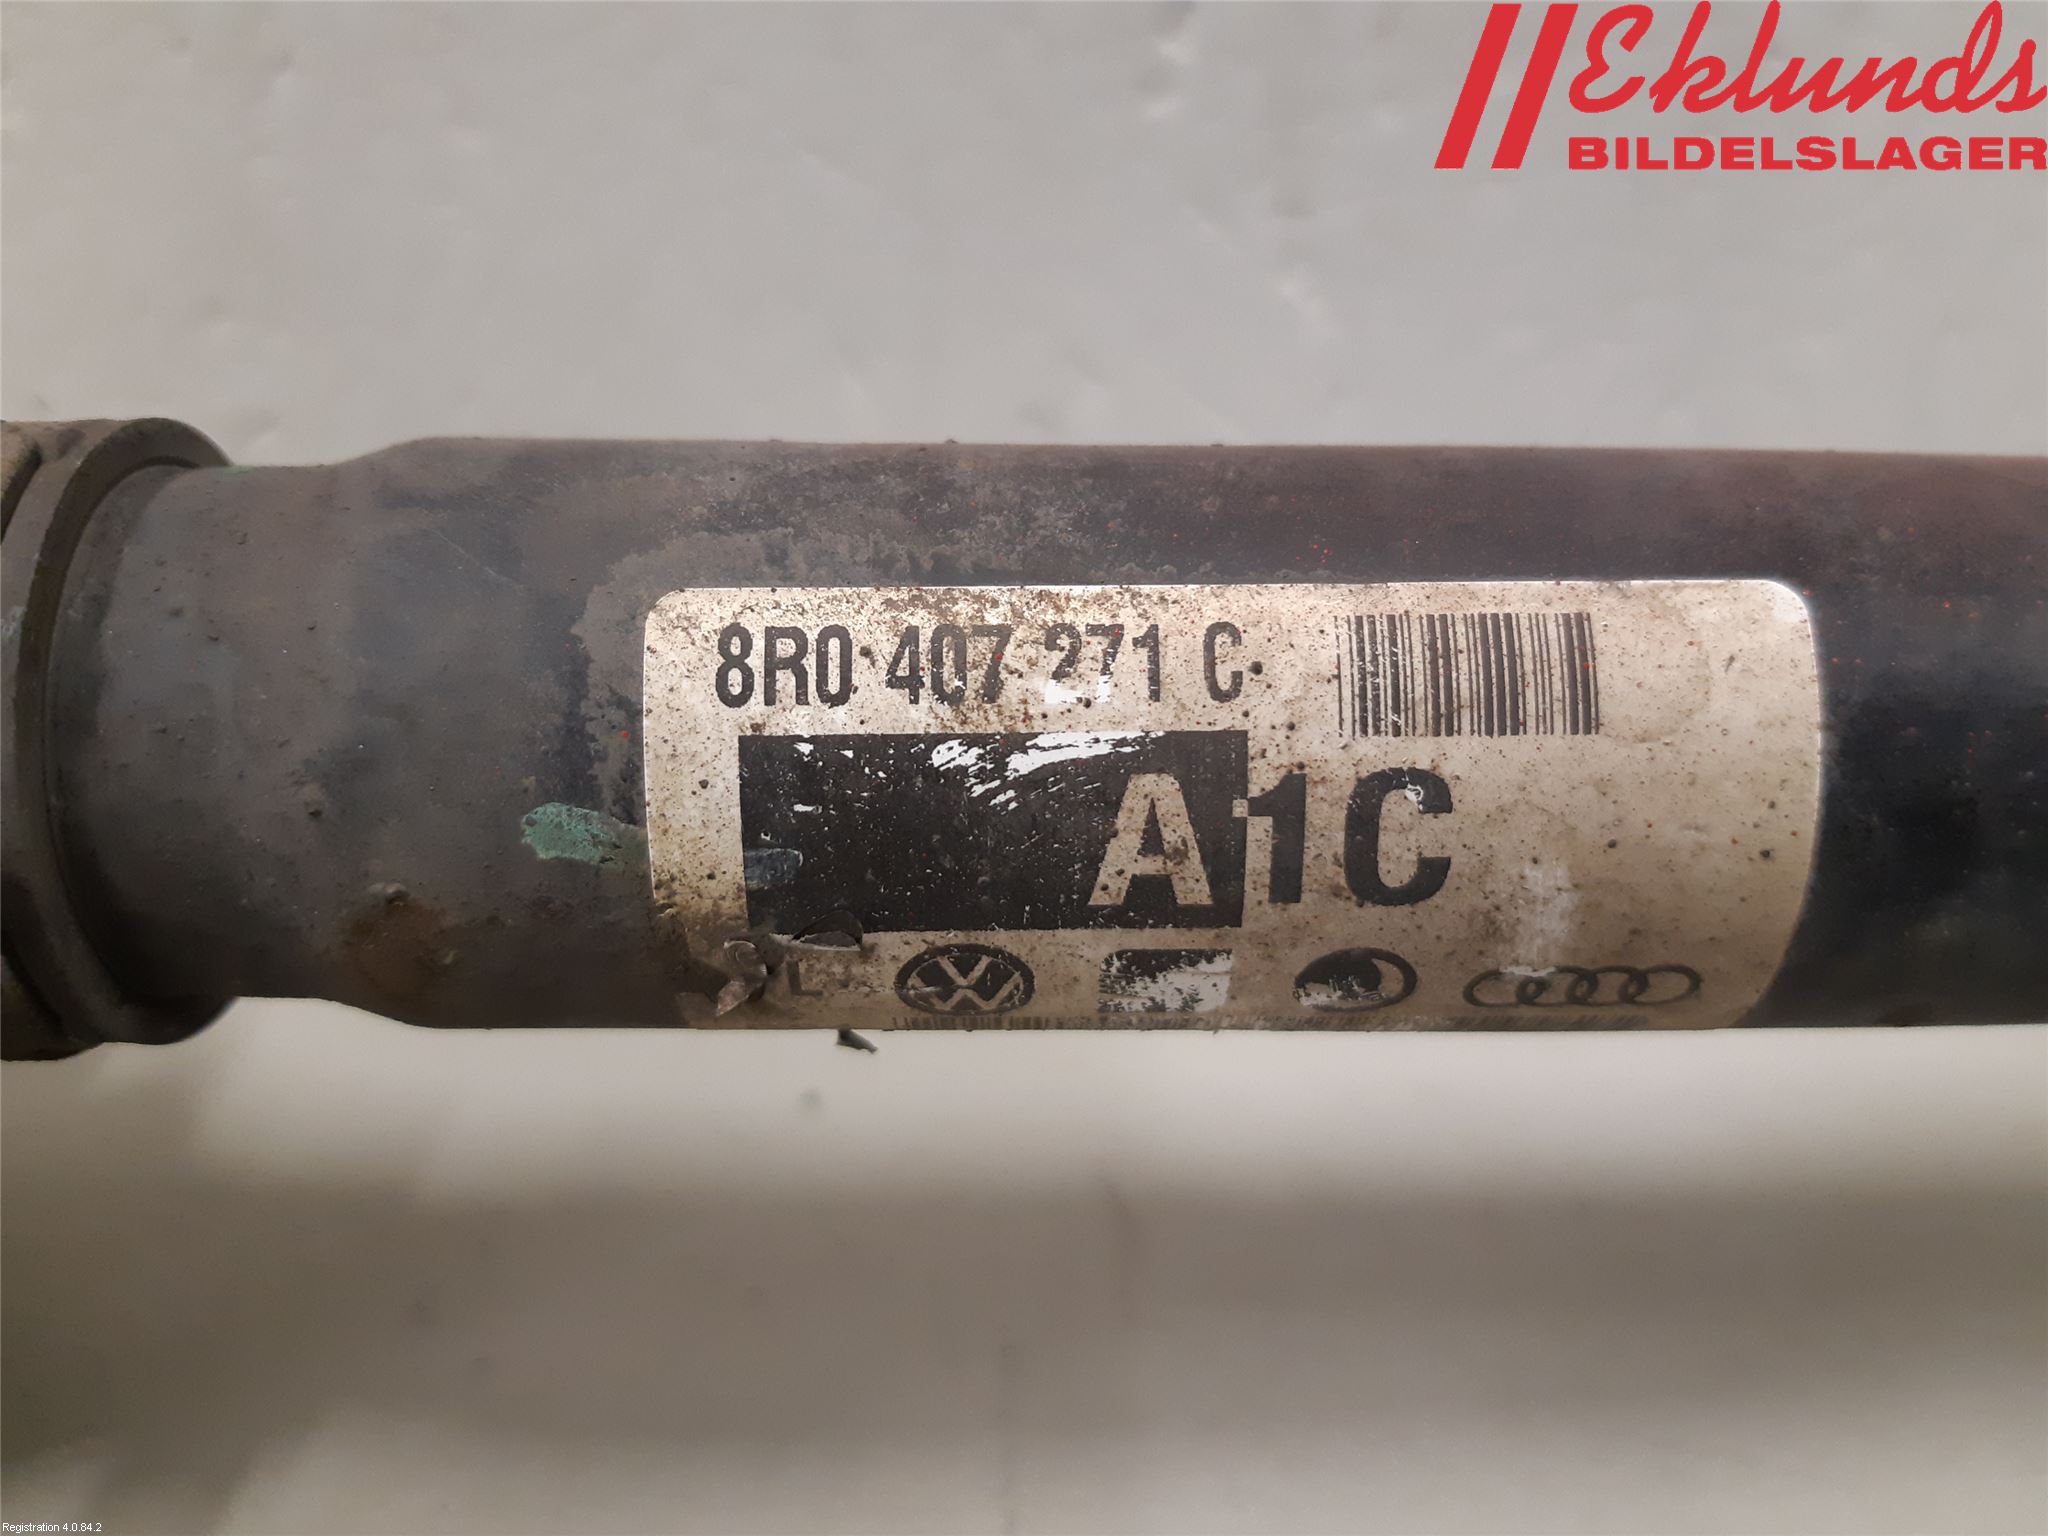 Eklunds
BILDELSLAGER
8R0 407 271 C
A1C
L
Registration 4.0.84.2